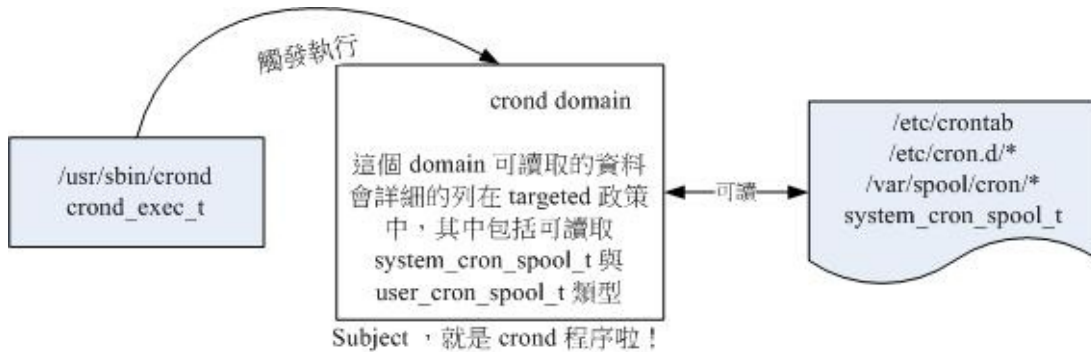 觸發執行
/usr/sbin/crond
crond_exec_t
crond domain
這個 domain 可讀取的資料
會詳細的列在 targeted 政策
中，其中包括可讀取
system_cron_spool_t 與
user_cron_spool_t 類型
Subject ，就是 crond 程序啦！
可讀
/etc/crontab
/etc/cron.d/*
/var/spool/cron/*
system_cron_spool_t